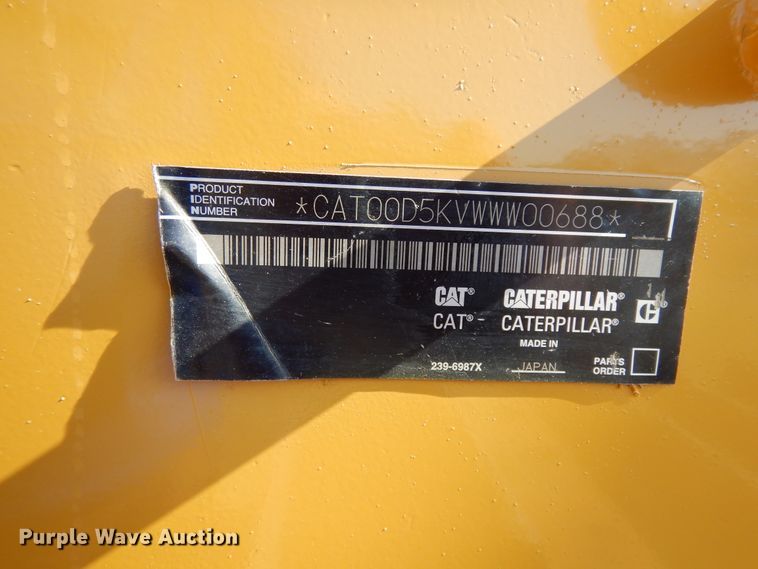 PRODUCT
IDENTIFICATION
NUMBER
*CAT00D5KVWWW00688*
CAT CATERPILLAR®
CAT® CATERPILLAR®
MADE IN
239-6987X JAPAN
PARTS
ORDER
Purple Wave Auction